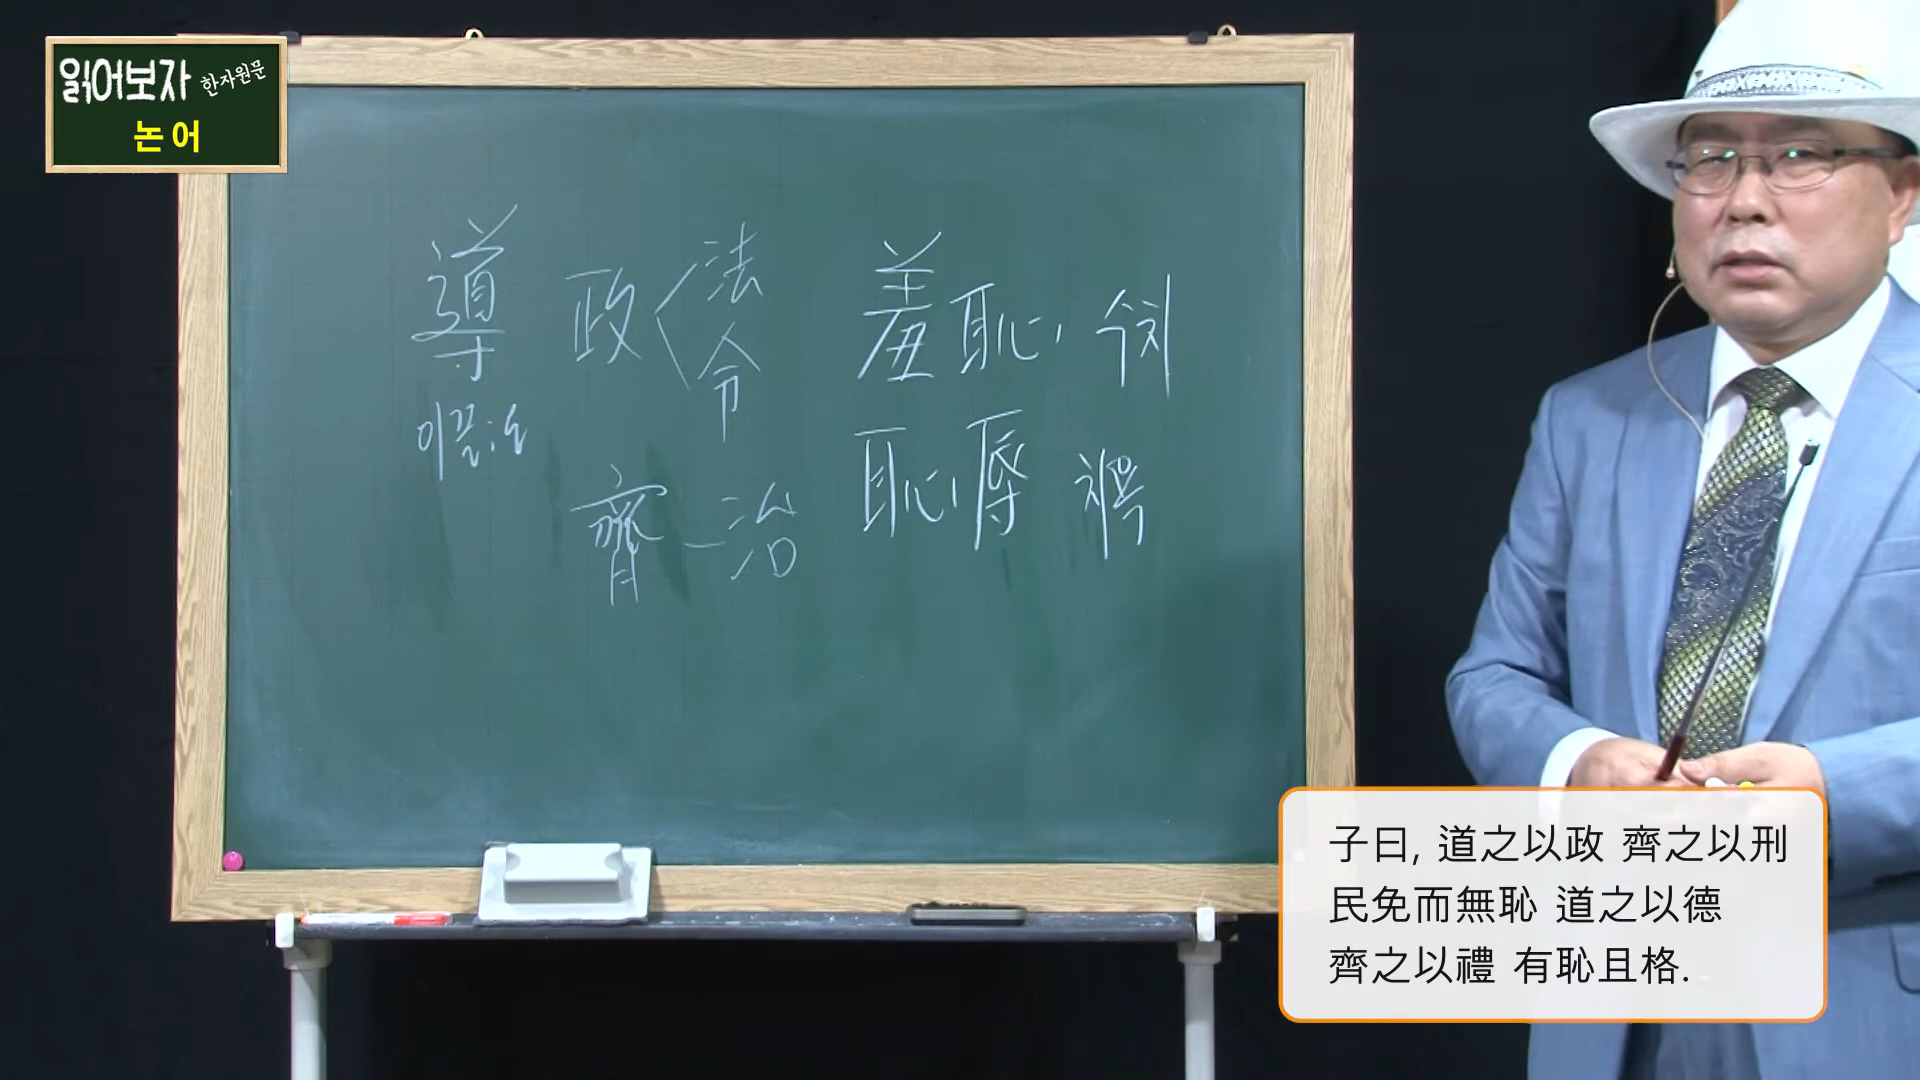 읽어보자 한자원문
논어
導 政 法 羞恥 수치
令
이끌 도
齊 - 治 恥辱 치욕
子曰, 道之以政 齊之以刑
民免而無恥 道之以德
齊之以禮 有恥且格.